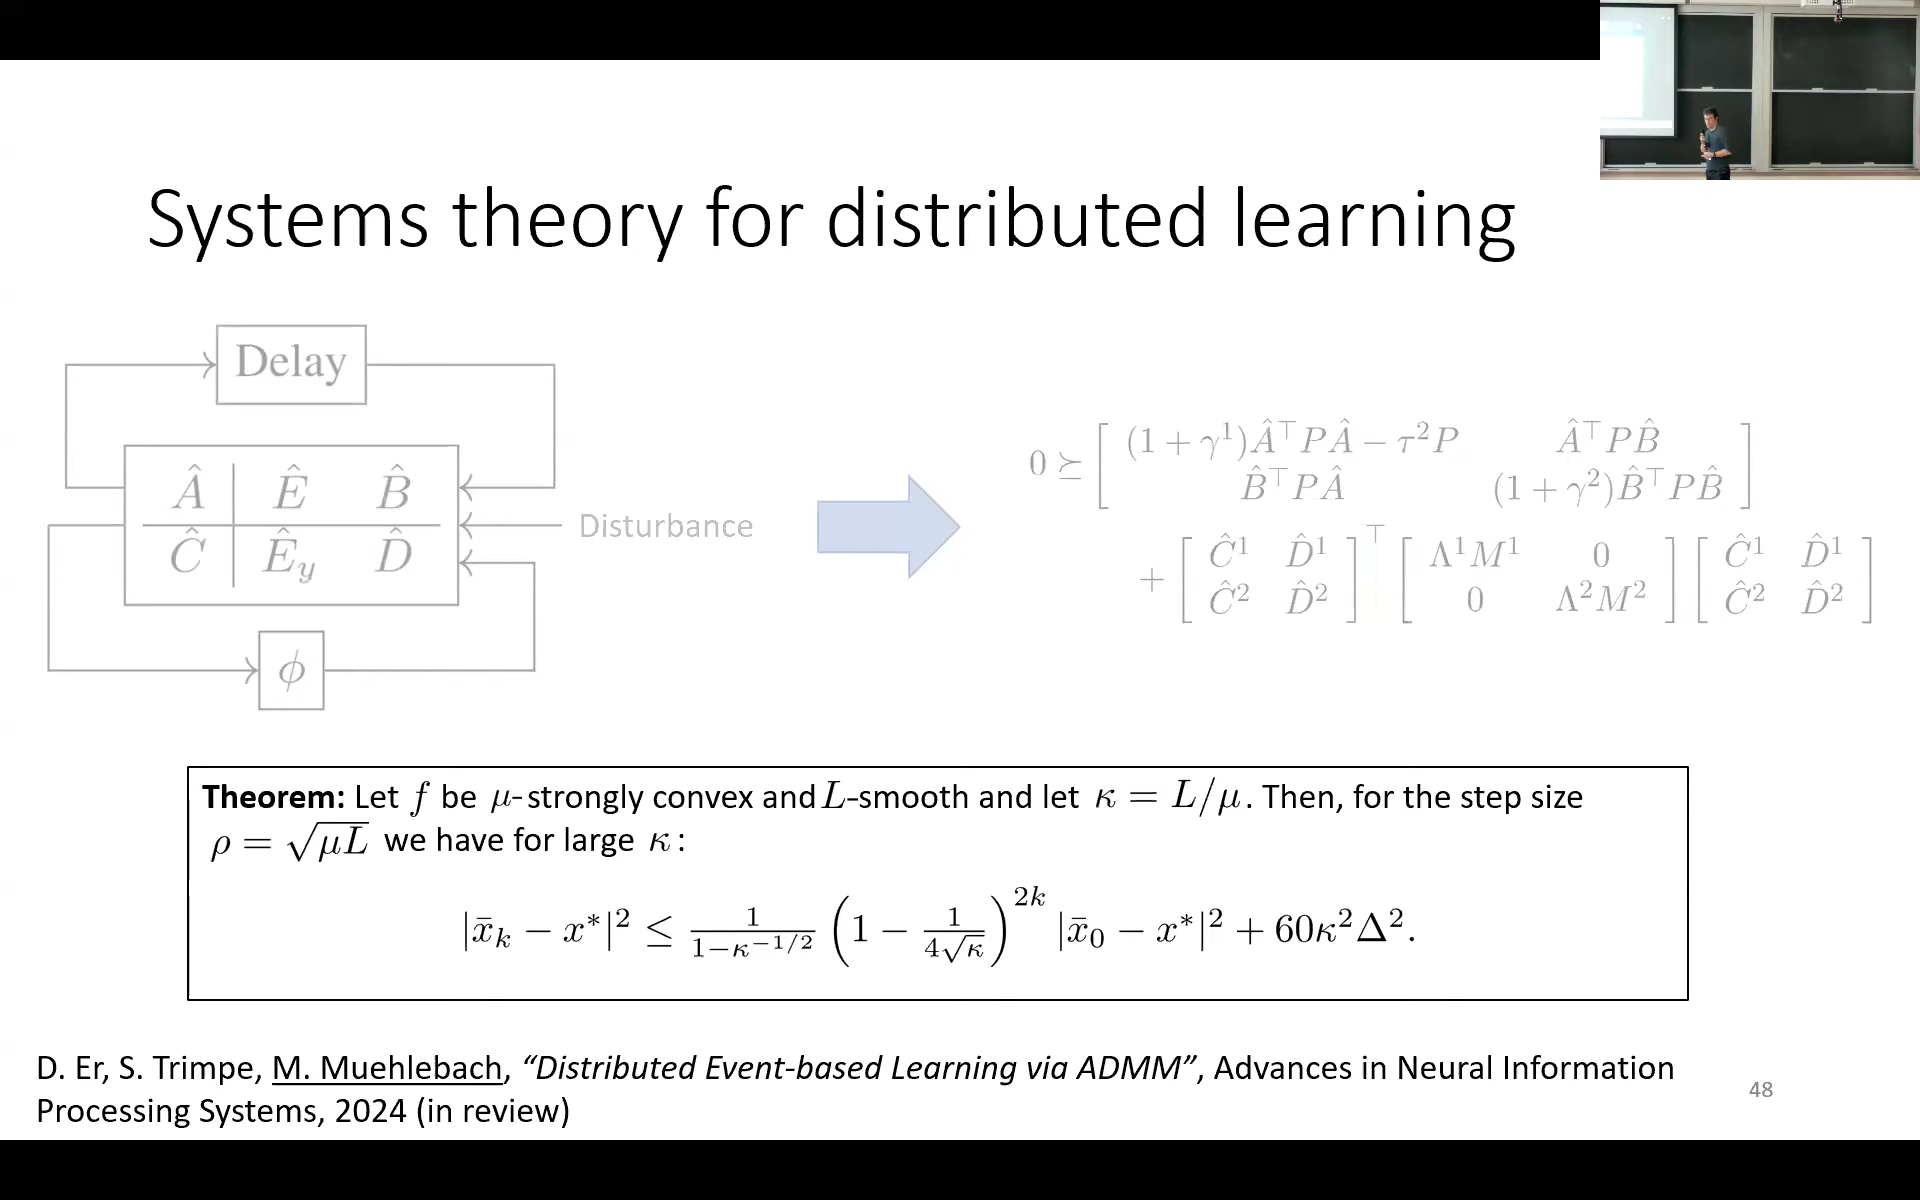 Systems theory for distributed learning
Delay
Â Ê B̂
Ĉ Ê_y D̂
Disturbance
ϕ
0 ⪰ [ (1 + γ¹)Â^⊤PÂ − τ²P Â^⊤PB̂
B̂^⊤PÂ (1 + γ²)B̂^⊤PB̂ ]
+ [ Ĉ¹ D̂¹ ]^⊤ [ Λ¹M¹ 0 ] [ Ĉ¹ D̂¹ ]
[ Ĉ² D̂² ] [ 0 Λ²M² ] [ Ĉ² D̂² ]
Theorem: Let f be μ-strongly convex and L-smooth and let κ = L/μ. Then, for the step size
ρ = √(μL) we have for large κ:
|x̄_k − x*|² ≤ 1/(1−κ^(−1/2)) (1 − 1/(4√κ))^(2k) |x̄_0 − x*|² + 60κ²Δ².
D. Er, S. Trimpe, M. Muehlebach, “Distributed Event-based Learning via ADMM”, Advances in Neural Information
Processing Systems, 2024 (in review)
48